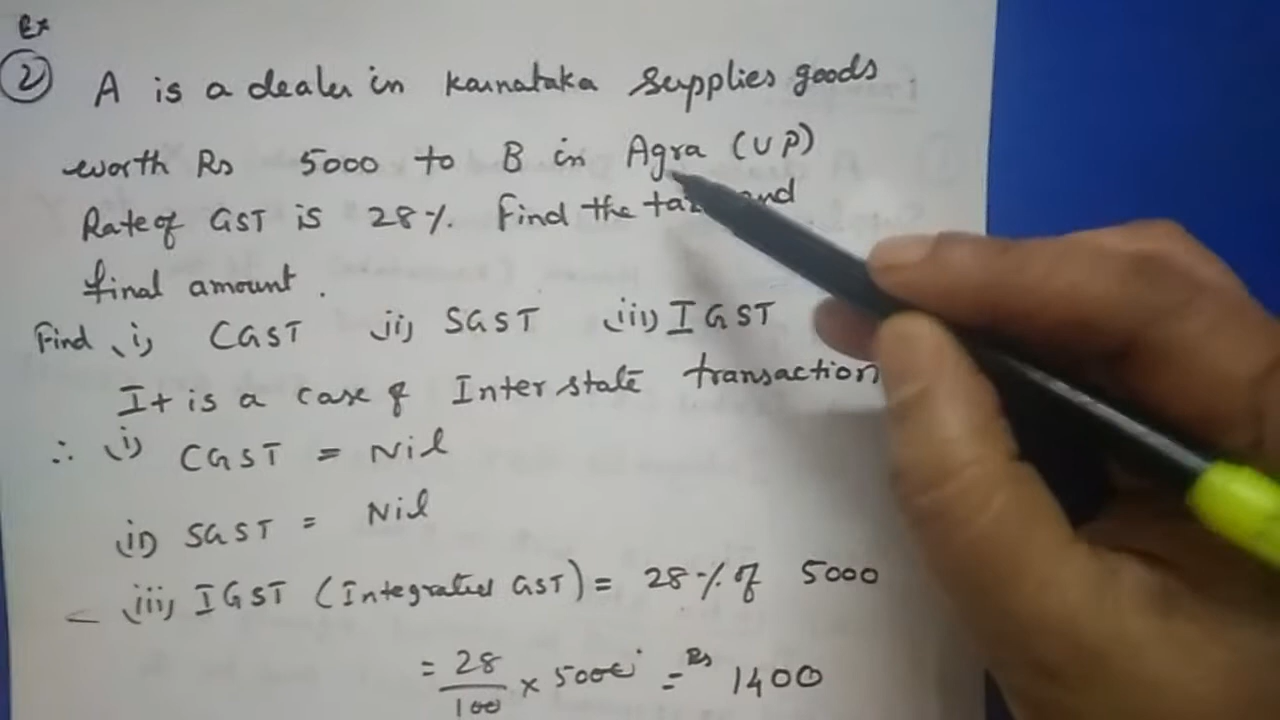 Ex
2 A is a dealer in Karnataka supplies goods
worth Rs 5000 to B in Agra (UP)
Rate of GST is 28%. Find the and
final amount.
Find i) CGST ii) SGST iii) IGST
It is a case of Interstate transaction
∴ i) CGST = Nil
ii) SGST = Nil
iii) IGST (Integrated GST) = 28% of 5000
= 28/100 × 5000 = Rs 1400